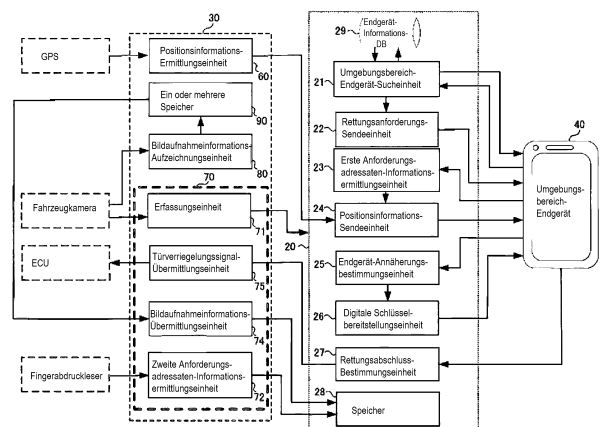 30
GPS
Positionsinformations-
Ermittlungseinheit
60
Ein oder mehrere
Speicher
90
Bildaufnahmeinformations-
Aufzeichnungseinheit
80
70
Fahrzeugkamera
Erfassungseinheit
71
ECU
Türverriegelungssignal-
Übermittlungseinheit
75
Bildaufnahmeinformations-
Übermittlungseinheit
74
Fingerabdruckleser
Zweite Anforderungs-
adressaten-Informations-
ermittlungseinheit
72
20
29
Endgerät-
Informations-
DB
21
Umgebungsbereich-
Endgerät-Sucheinheit
22
Rettungsanforderungs-
Sendeeinheit
23
Erste Anforderungs-
adressaten-Informations-
ermittlungseinheit
24
Positionsinformations-
Sendeeinheit
25
Endgerät-Annäherungs-
bestimmungseinheit
26
Digitale Schlüssel-
bereitstellungseinheit
27
Rettungsabschluss-
Bestimmungseinheit
28
Speicher
40
Umgebungs-
bereich-
Endgerät